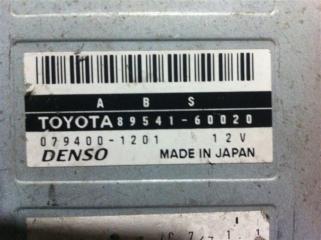 A B S
TOYOTA 89541-60020
079400-1201 12V
DENSO MADE IN JAPAN